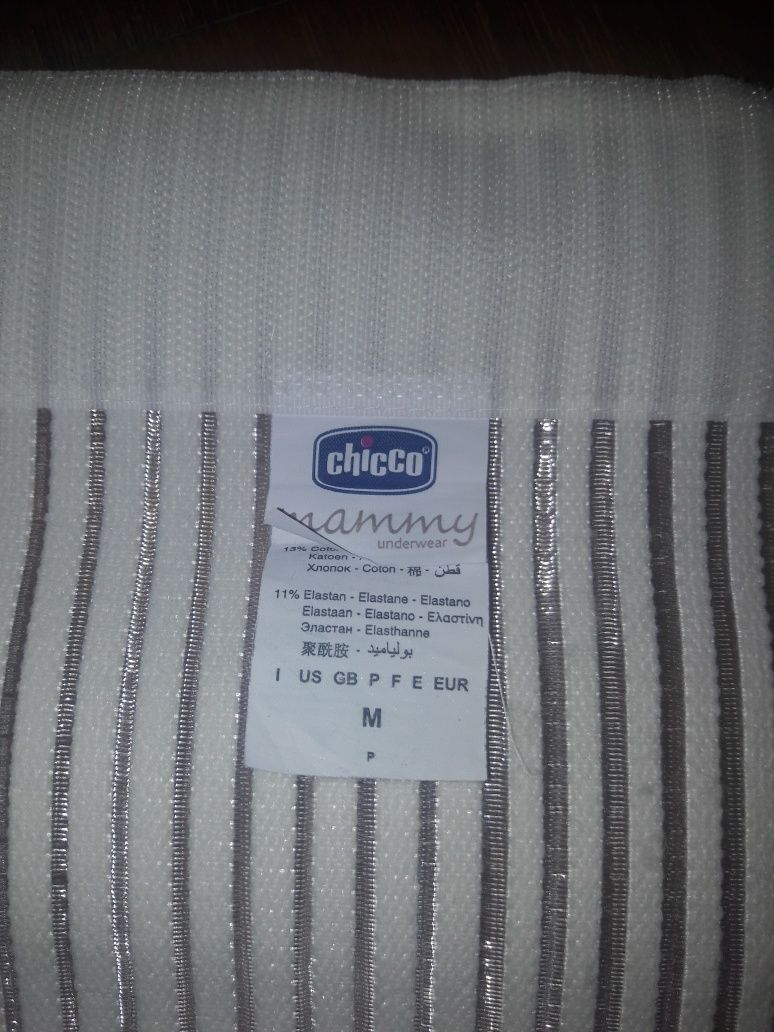 chicco®
mammy
underwear
Katoen -
Хлопок - Coton - 棉 - قطن
11% Elastan - Elastane - Elastano
Elastaan - Elastano - Ελαστίνη
Эластан - Elasthanne
聚酰胺 - بولياميد
I US GB P F E EUR
M
P